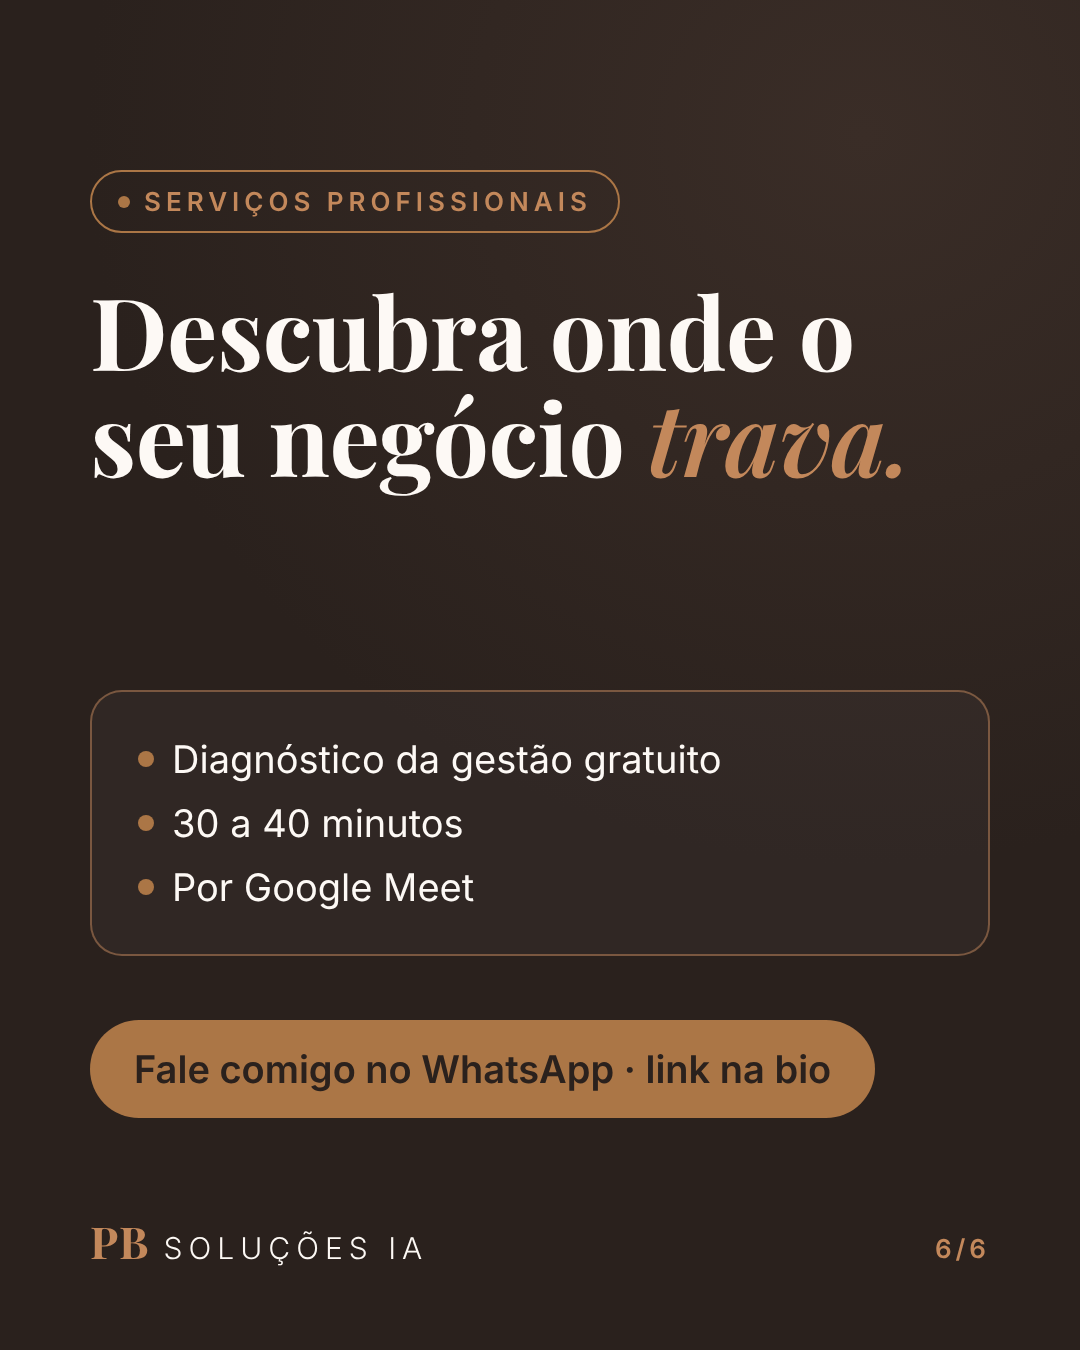 SERVIÇOS PROFISSIONAIS
Descubra onde o
seu negócio trava.
Diagnóstico da gestão gratuito
30 a 40 minutos
Por Google Meet
Fale comigo no WhatsApp · link na bio
PB SOLUÇÕES IA
6/6